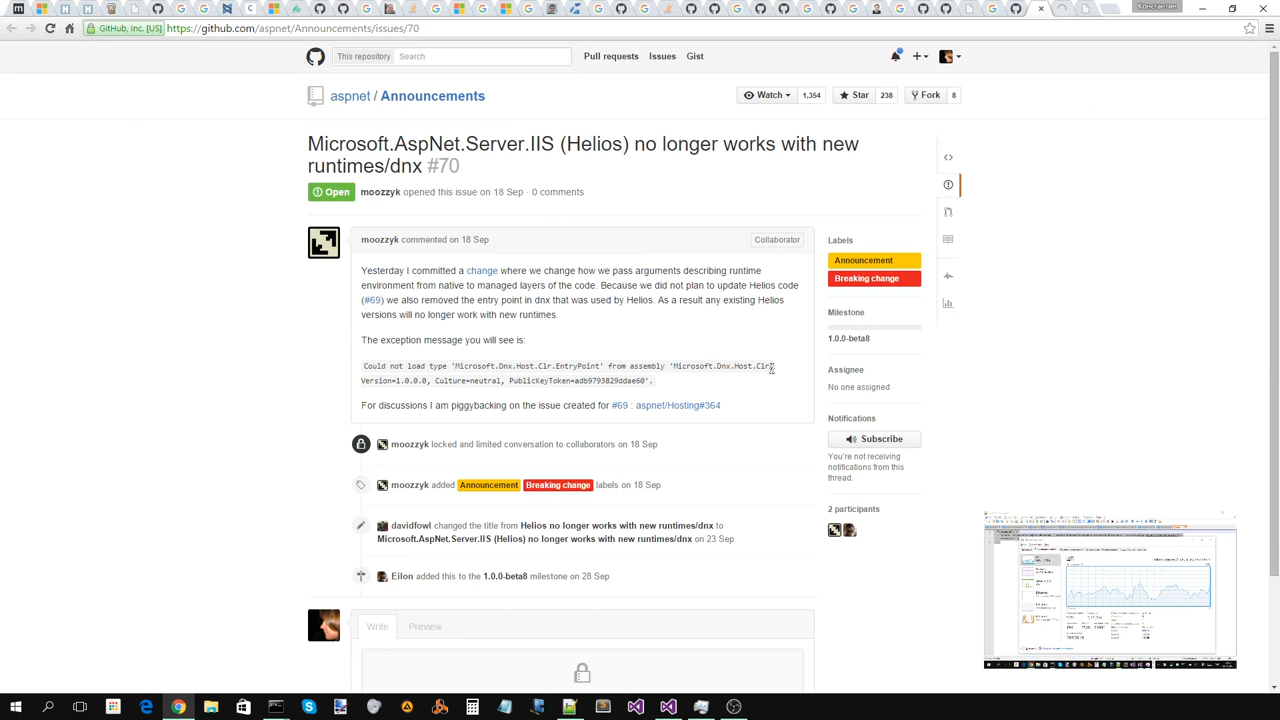 Константин
GitHub, Inc. [US] https://github.com/aspnet/Announcements/issues/70
This repository Search Pull requests Issues Gist
aspnet / Announcements
Watch 1,354 Star 238 Fork 8
Microsoft.AspNet.Server.IIS (Helios) no longer works with new
runtimes/dnx #70
Open moozzyk opened this issue on 18 Sep · 0 comments
moozzyk commented on 18 Sep Collaborator
Yesterday I committed a change where we change how we pass arguments describing runtime
environment from native to managed layers of the code. Because we did not plan to update Helios code
(#69) we also removed the entry point in dnx that was used by Helios. As a result any existing Helios
versions will no longer work with new runtimes.
The exception message you will see is:
Could not load type 'Microsoft.Dnx.Host.Clr.EntryPoint' from assembly 'Microsoft.Dnx.Host.Clr,
Version=1.0.0.0, Culture=neutral, PublicKeyToken=adb9793829ddae60'.
For discussions I am piggybacking on the issue created for #69 : aspnet/Hosting#364
moozzyk locked and limited conversation to collaborators on 18 Sep
moozzyk added Announcement Breaking change labels on 18 Sep
davidfowl changed the title from Helios no longer works with new runtimes/dnx to
Microsoft.AspNet.Server.IIS (Helios) no longer works with new runtimes/dnx on 23 Sep
Eilon added this to the 1.0.0-beta8 milestone on 28 Sep
Labels
Announcement
Breaking change
Milestone
1.0.0-beta8
Assignee
No one assigned
Notifications
Subscribe
You're not receiving
notifications from this
thread.
2 participants